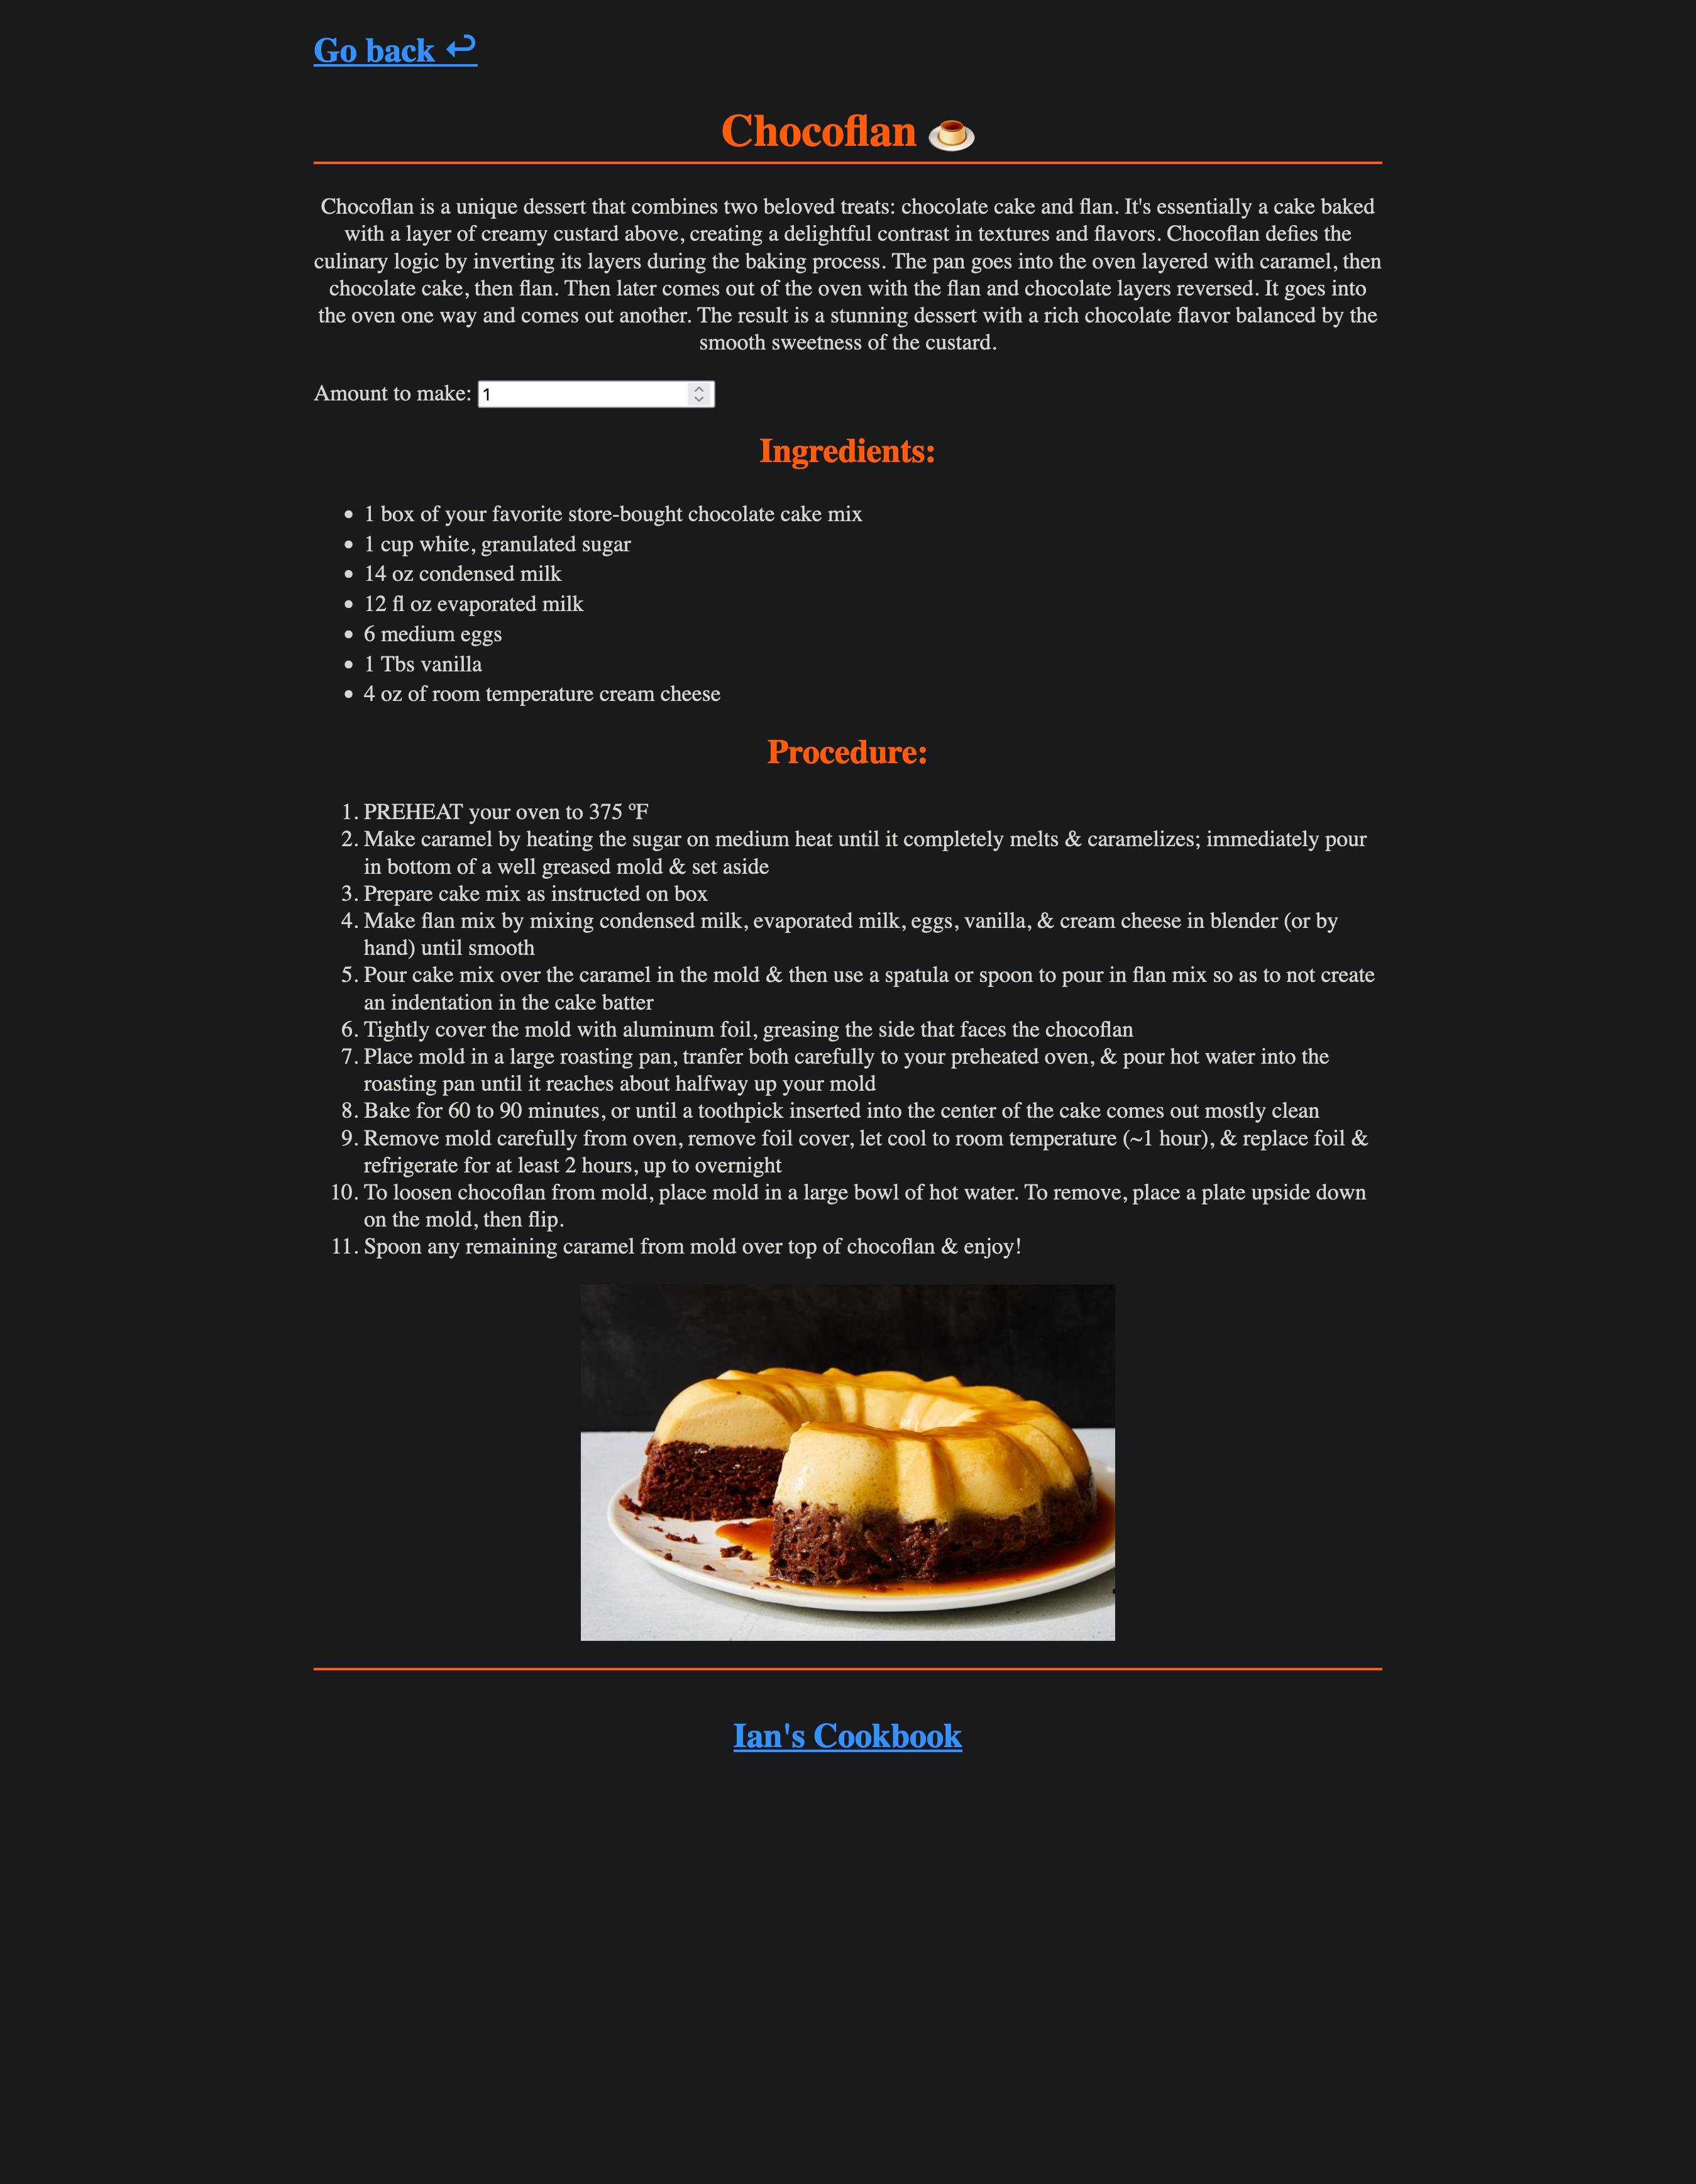 Go back ↩
Chocoflan 🍮
Chocoflan is a unique dessert that combines two beloved treats: chocolate cake and flan. It's essentially a cake baked
with a layer of creamy custard above, creating a delightful contrast in textures and flavors. Chocoflan defies the
culinary logic by inverting its layers during the baking process. The pan goes into the oven layered with caramel, then
chocolate cake, then flan. Then later comes out of the oven with the flan and chocolate layers reversed. It goes into
the oven one way and comes out another. The result is a stunning dessert with a rich chocolate flavor balanced by the
smooth sweetness of the custard.
Amount to make: 1
Ingredients:
• 1 box of your favorite store-bought chocolate cake mix
• 1 cup white, granulated sugar
• 14 oz condensed milk
• 12 fl oz evaporated milk
• 6 medium eggs
• 1 Tbs vanilla
• 4 oz of room temperature cream cheese
Procedure:
1. PREHEAT your oven to 375 ºF
2. Make caramel by heating the sugar on medium heat until it completely melts & caramelizes; immediately pour
in bottom of a well greased mold & set aside
3. Prepare cake mix as instructed on box
4. Make flan mix by mixing condensed milk, evaporated milk, eggs, vanilla, & cream cheese in blender (or by
hand) until smooth
5. Pour cake mix over the caramel in the mold & then use a spatula or spoon to pour in flan mix so as to not create
an indentation in the cake batter
6. Tightly cover the mold with aluminum foil, greasing the side that faces the chocoflan
7. Place mold in a large roasting pan, tranfer both carefully to your preheated oven, & pour hot water into the
roasting pan until it reaches about halfway up your mold
8. Bake for 60 to 90 minutes, or until a toothpick inserted into the center of the cake comes out mostly clean
9. Remove mold carefully from oven, remove foil cover, let cool to room temperature (~1 hour), & replace foil &
refrigerate for at least 2 hours, up to overnight
10. To loosen chocoflan from mold, place mold in a large bowl of hot water. To remove, place a plate upside down
on the mold, then flip.
11. Spoon any remaining caramel from mold over top of chocoflan & enjoy!
Ian's Cookbook